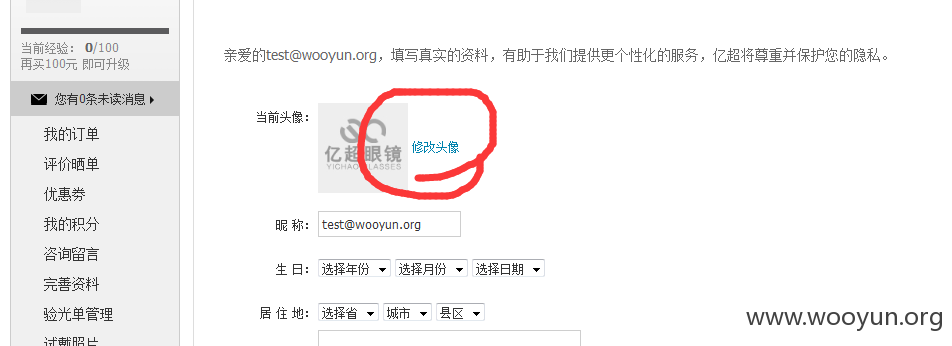 当前经验： 0/100
再买100元 即可升级
您有0条未读消息
我的订单
评价晒单
优惠券
我的积分
咨询留言
完善资料
验光单管理
试戴照片
亲爱的test@wooyun.org，填写真实的资料，有助于我们提供更个性化的服务，亿超将尊重并保护您的隐私。
当前头像：
亿超眼镜
YICHAO GLASSES
修改头像
昵 称： test@wooyun.org
生 日： 选择年份 选择月份 选择日期
居 住 地： 选择省 城市 县区
www.wooyun.org